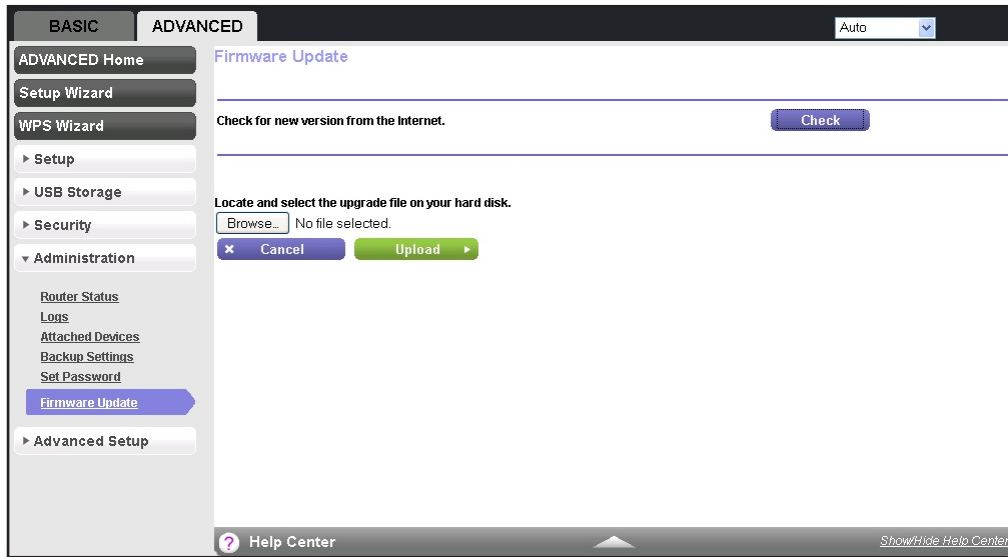 BASIC
ADVANCED
Auto
ADVANCED Home
Setup Wizard
WPS Wizard
Setup
USB Storage
Security
Administration
Router Status
Logs
Attached Devices
Backup Settings
Set Password
Firmware Update
Advanced Setup
Firmware Update
Check for new version from the Internet.
Check
Locate and select the upgrade file on your hard disk.
Browse... No file selected.
Cancel
Upload
? Help Center
Show/Hide Help Center